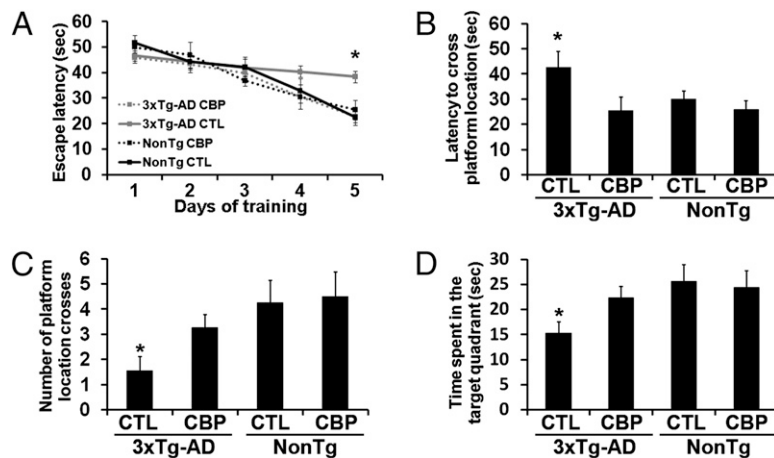 A
Escape latency (sec)
60
50
40
30
20
10
0
*
3xTg-AD CBP
3xTg-AD CTL
NonTg CBP
NonTg CTL
1 2 3 4 5
Days of training
B
Latency to cross
platform location (sec)
60
50
40
30
20
10
0
*
CTL CBP CTL CBP
3xTg-AD NonTg
C
Number of platform
location crosses
6
5
4
3
2
1
0
*
CTL CBP CTL CBP
3xTg-AD NonTg
D
Time spent in the
target quadrant (sec)
30
25
20
15
10
5
0
*
CTL CBP CTL CBP
3xTg-AD NonTg